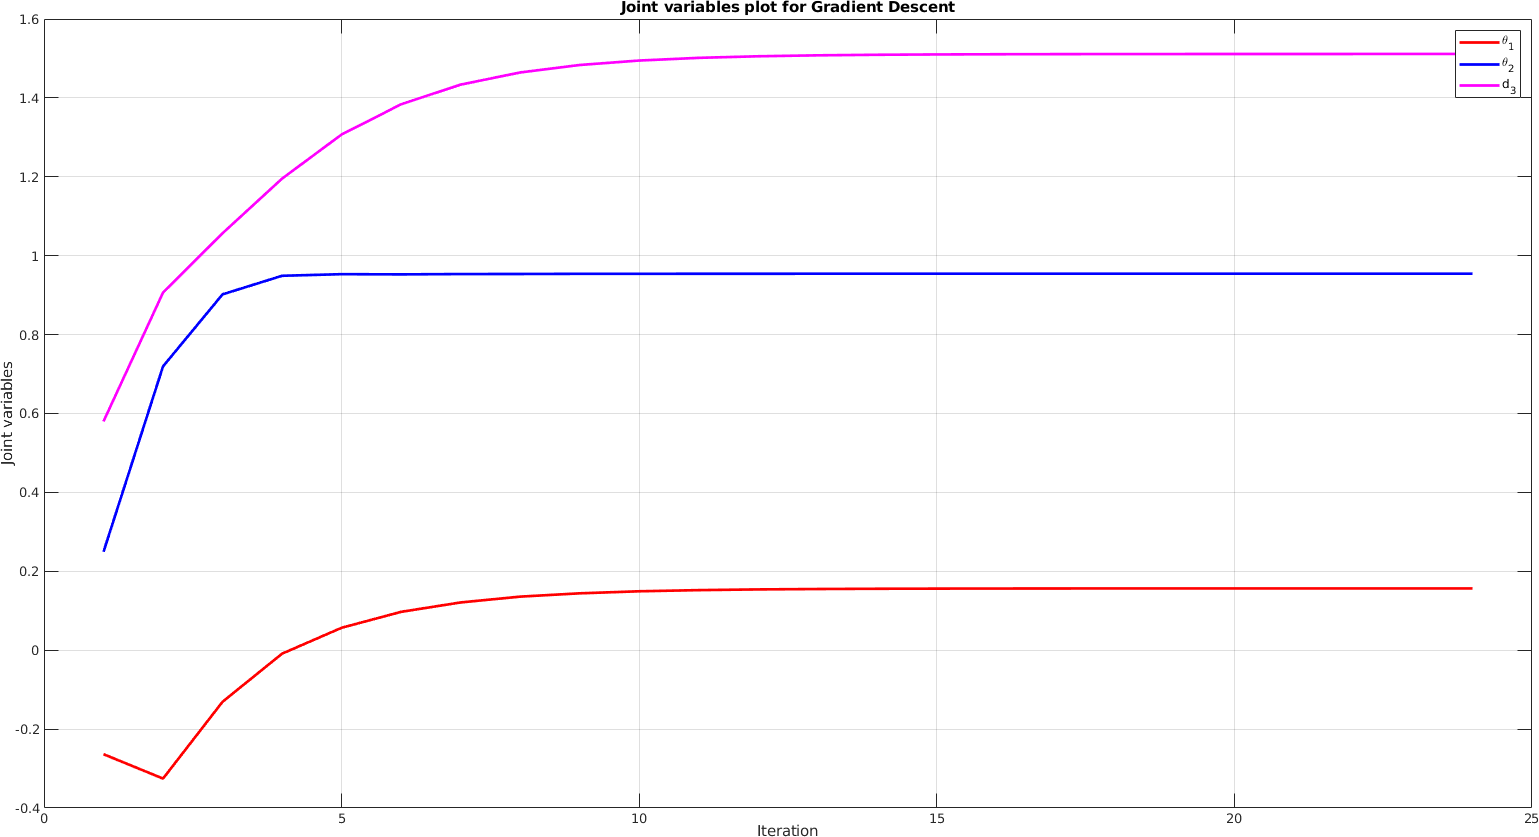 Joint variables plot for Gradient Descent
1.6
1.4
1.2
1
0.8
0.6
0.4
0.2
0
-0.2
-0.4
Joint variables
0 5 10 15 20 25
Iteration
θ1
θ2
d3